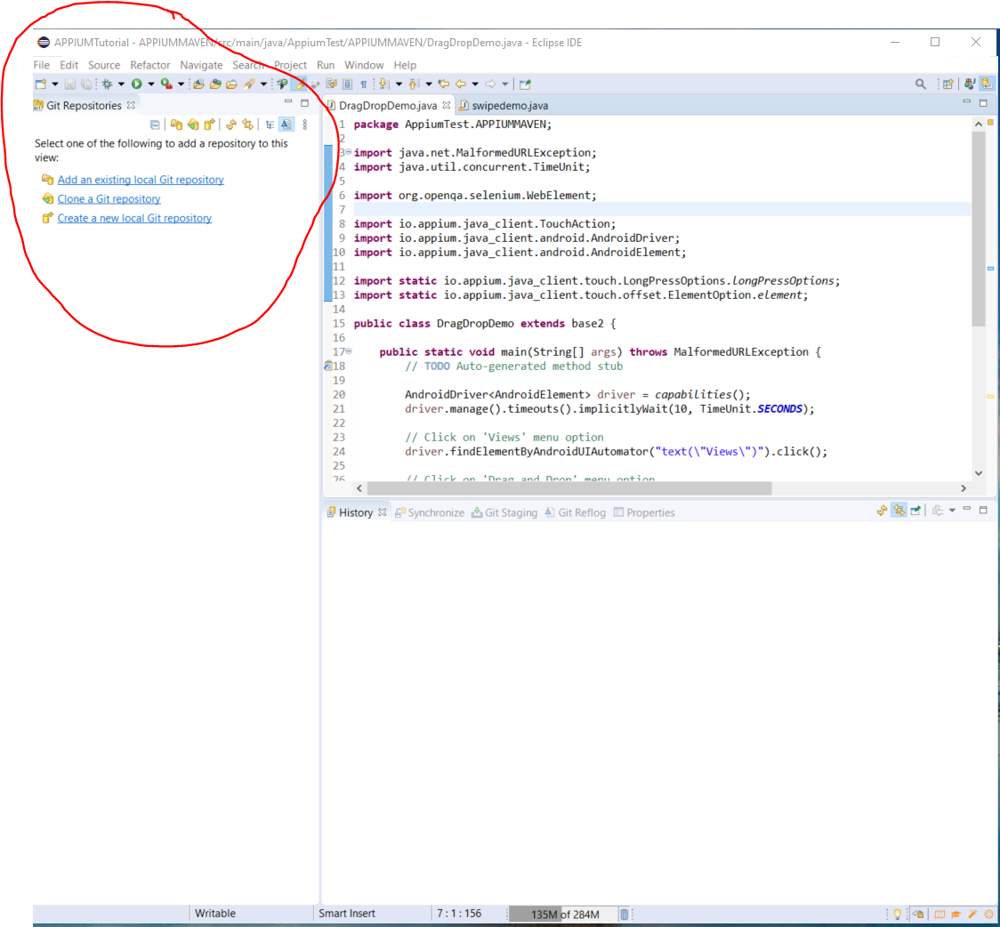 APPIUMTutorial - APPIUMMAVEN/src/main/java/AppiumTest/APPIUMMAVEN/DragDropDemo.java - Eclipse IDE
File Edit Source Refactor Navigate Search Project Run Window Help
Git Repositories
DragDropDemo.java swipedemo.java
Select one of the following to add a repository to this
view:
Add an existing local Git repository
Clone a Git repository
Create a new local Git repository
1 package AppiumTest.APPIUMMAVEN;
2
3 import java.net.MalformedURLException;
4 import java.util.concurrent.TimeUnit;
5
6 import org.openqa.selenium.WebElement;
7
8 import io.appium.java_client.TouchAction;
9 import io.appium.java_client.android.AndroidDriver;
10 import io.appium.java_client.android.AndroidElement;
11
12 import static io.appium.java_client.touch.LongPressOptions.longPressOptions;
13 import static io.appium.java_client.touch.offset.ElementOption.element;
14
15 public class DragDropDemo extends base2 {
16
17 public static void main(String[] args) throws MalformedURLException {
18 // TODO Auto-generated method stub
19
20 AndroidDriver<AndroidElement> driver = capabilities();
21 driver.manage().timeouts().implicitlyWait(10, TimeUnit.SECONDS);
22
23 // Click on 'Views' menu option
24 driver.findElementByAndroidUIAutomator("text(\"Views\")").click();
25
26 // Click on 'Drag and Drop' menu option
History Synchronize Git Staging Git Reflog Properties
Writable Smart Insert 7 : 1 : 156 135M of 284M